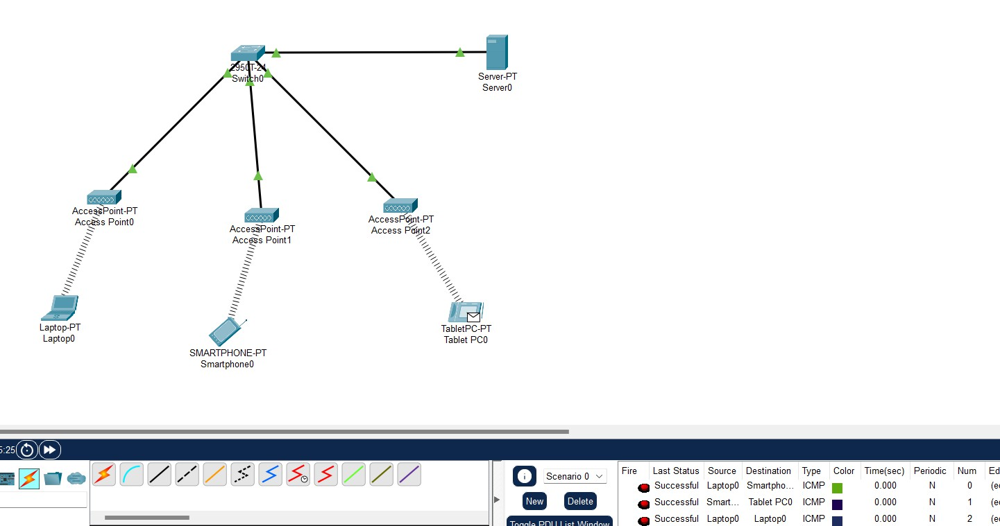 2950T-24
Switch0
Server-PT
Server0
AccessPoint-PT
Access Point0
AccessPoint-PT
Access Point1
AccessPoint-PT
Access Point2
Laptop-PT
Laptop0
SMARTPHONE-PT
Smartphone0
TabletPC-PT
Tablet PC0
5:25
Scenario 0
New
Delete
Toggle PDU List Window
Fire Last Status Source Destination Type Color Time(sec) Periodic Num Ed
Successful Laptop0 Smartpho... ICMP 0.000 N 0 (e
Successful Smart... Tablet PC0 ICMP 0.000 N 1 (e
Successful Laptop0 Laptop0 ICMP 0.000 N 2 (e